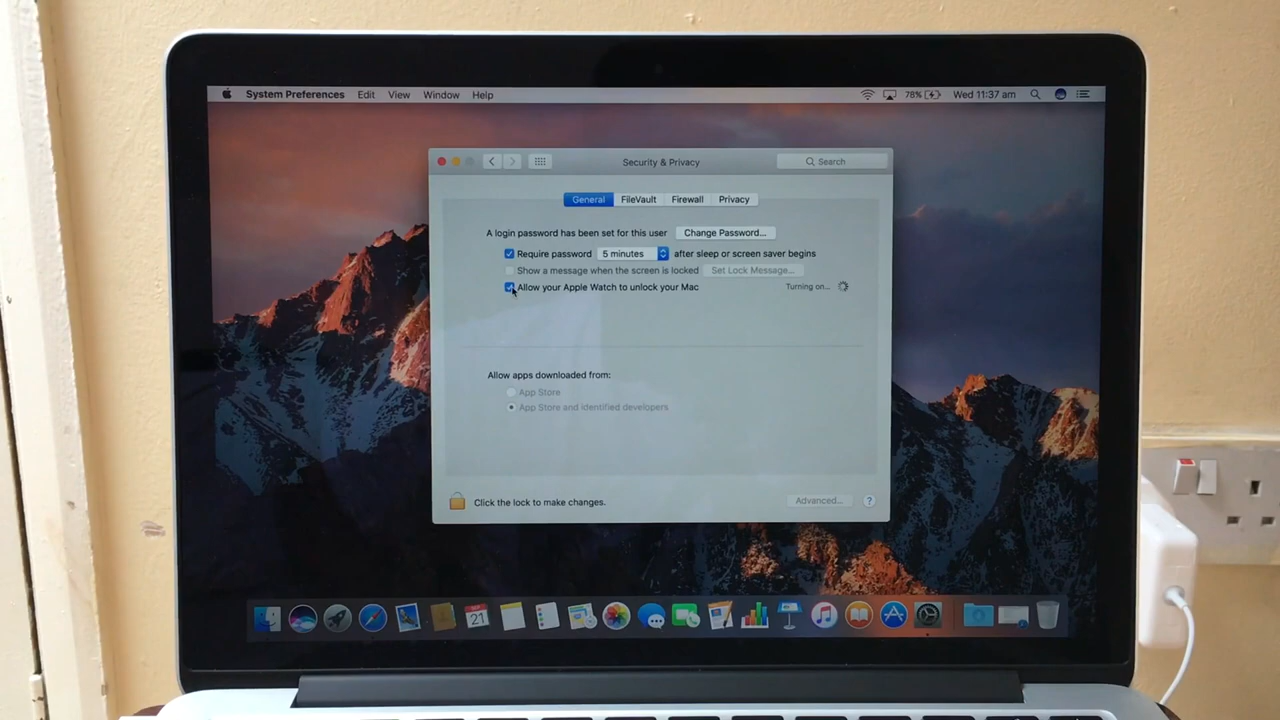 System Preferences Edit View Window Help 78% Wed 11:37 am
Security & Privacy Search
General FileVault Firewall Privacy
A login password has been set for this user Change Password...
Require password 5 minutes after sleep or screen saver begins
Show a message when the screen is locked Set Lock Message...
Allow your Apple Watch to unlock your Mac Turning on...
Allow apps downloaded from:
App Store
App Store and identified developers
Click the lock to make changes. Advanced... ?
SEP
21